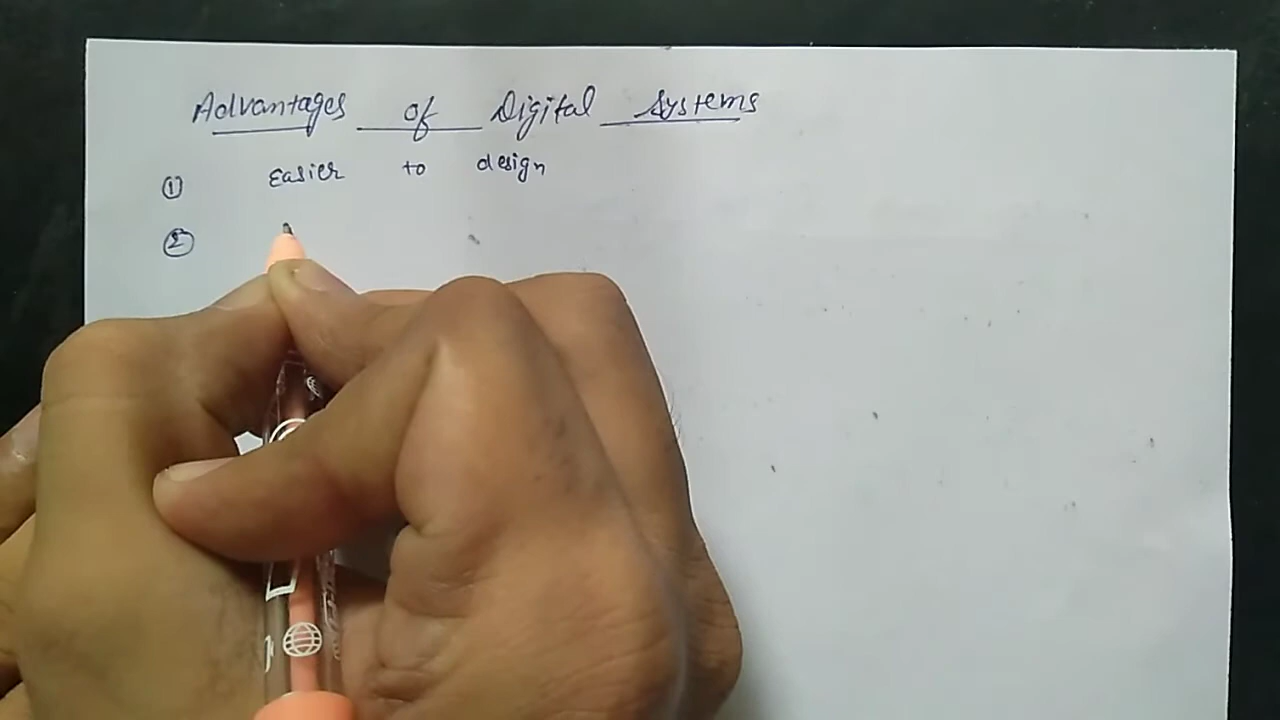 Advantages of Digital Systems
① Easier to design
②